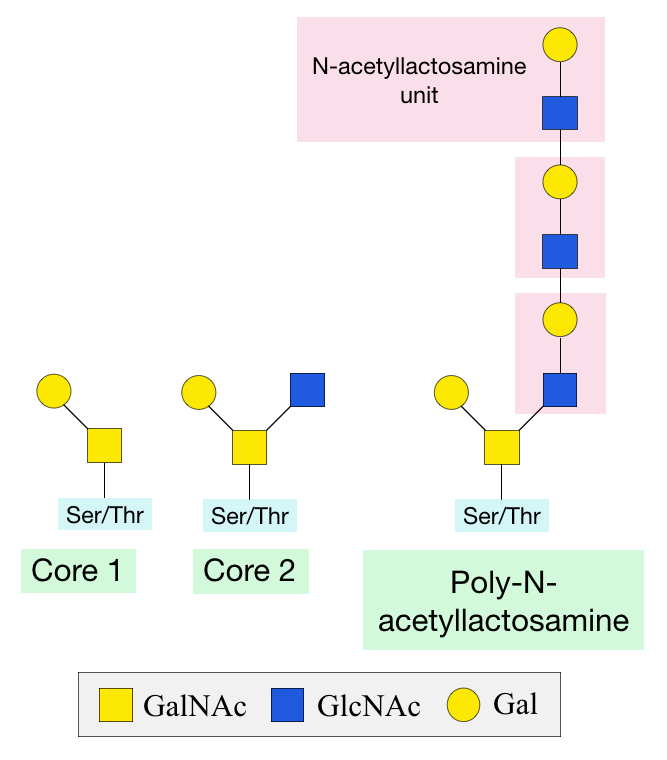 N-acetyllactosamine
unit
Ser/Thr
Ser/Thr
Ser/Thr
Core 1
Core 2
Poly-N-
acetyllactosamine
GalNAc
GlcNAc
Gal